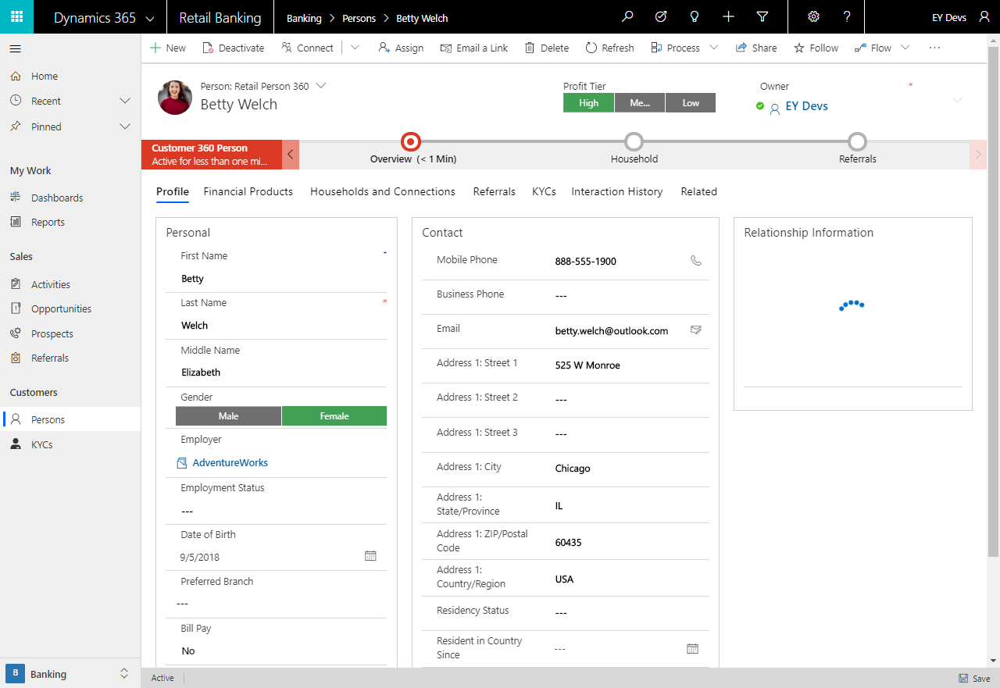 Dynamics 365
Retail Banking
Banking > Persons > Betty Welch
?
EY Devs
New
Deactivate
Connect
Assign
Email a Link
Delete
Refresh
Process
Share
Follow
Flow
...
Home
Recent
Pinned
My Work
Dashboards
Reports
Sales
Activities
Opportunities
Prospects
Referrals
Customers
Persons
KYCs
B
Banking
Person: Retail Person 360
Betty Welch
Profit Tier
High
Me...
Low
Owner
*
EY Devs
Customer 360 Person
Active for less than one mi...
Overview (< 1 Min)
Household
Referrals
Profile
Financial Products
Households and Connections
Referrals
KYCs
Interaction History
Related
Personal
First Name
Betty
Last Name
*
Welch
Middle Name
Elizabeth
Gender
Male
Female
Employer
AdventureWorks
Employment Status
---
Date of Birth
9/5/2018
Preferred Branch
---
Bill Pay
No
Contact
Mobile Phone
888-555-1900
Business Phone
---
Email
betty.welch@outlook.com
Address 1: Street 1
525 W Monroe
Address 1: Street 2
---
Address 1: Street 3
---
Address 1: City
Chicago
Address 1:
State/Province
IL
Address 1: ZIP/Postal
Code
60435
Address 1:
Country/Region
USA
Residency Status
---
Resident in Country
Since
---
Relationship Information
Active
Save